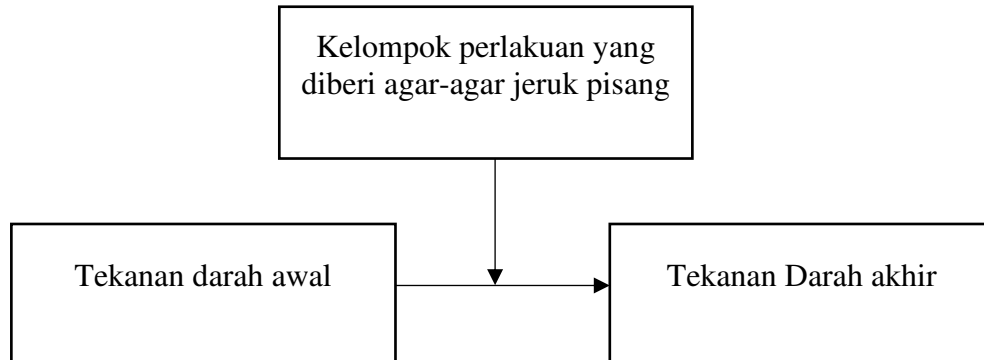 Kelompok perlakuan yang
diberi agar-agar jeruk pisang
Tekanan darah awal
Tekanan Darah akhir